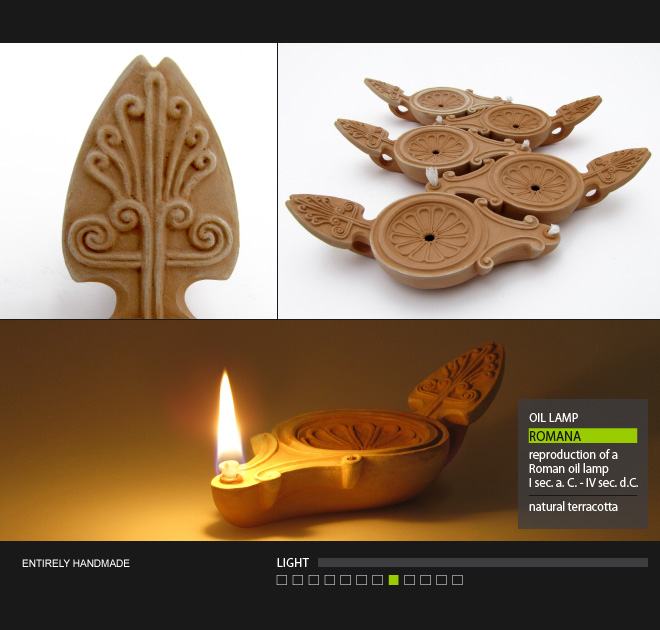 OIL LAMP
ROMANA
reproduction of a
Roman oil lamp
I sec. a. C. - IV sec. d.C.
natural terracotta
ENTIRELY HANDMADE
LIGHT